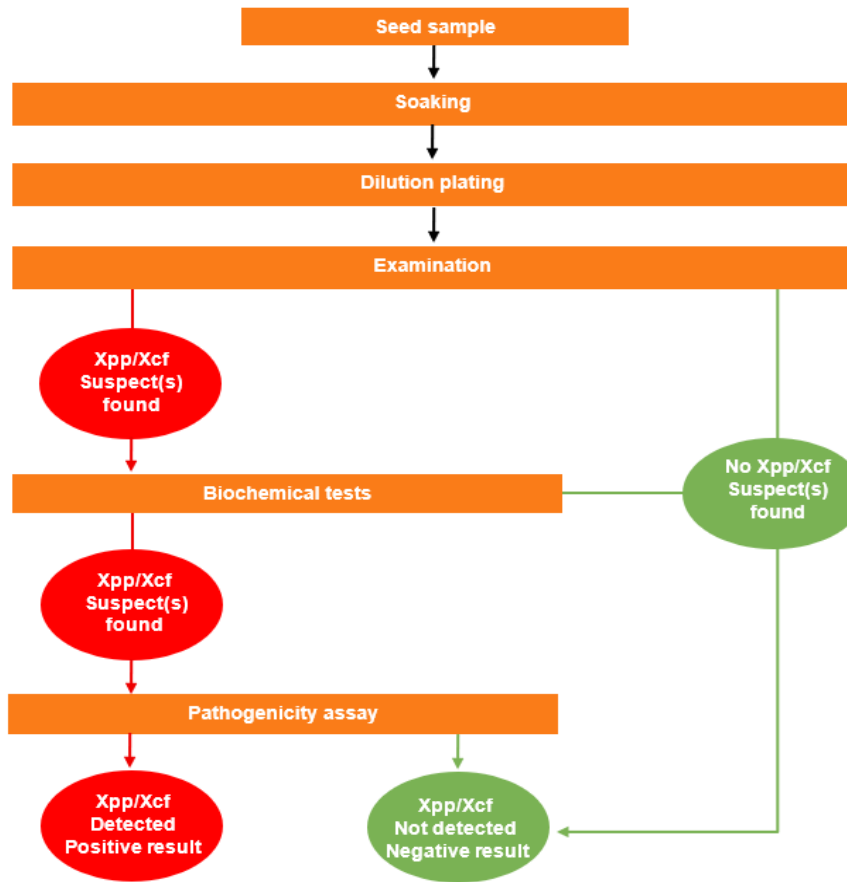 Seed sample
Soaking
Dilution plating
Examination
Xpp/Xcf
Suspect(s)
found
No Xpp/Xcf
Suspect(s)
found
Biochemical tests
Xpp/Xcf
Suspect(s)
found
Pathogenicity assay
Xpp/Xcf
Detected
Positive result
Xpp/Xcf
Not detected
Negative result